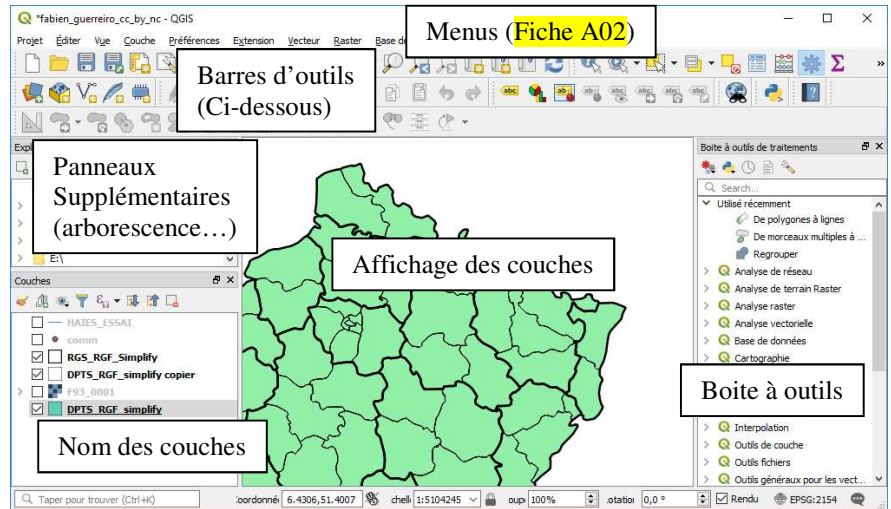 *fabien_guerreiro_cc_by_nc - QGIS
Projet Éditer Vue Couche Préférences Extension Vecteur Raster Base de
Menus (Fiche A02)
Barres d’outils
(Ci-dessous)
abc
Panneaux
Supplémentaires
(arborescence…)
E:\
Affichage des couches
Boite à outils de traitements
Search...
Utilisé récemment
De polygones à lignes
De morceaux multiples à ...
Regrouper
Analyse de réseau
Analyse de terrain Raster
Analyse raster
Analyse vectorielle
Base de données
Cartographie
Boite à outils
Interpolation
Outils de couche
Outils fichiers
Outils généraux pour les vect...
Couches
HAIES_ESSAI
comm
RGS_RGF_Simplify
DPTS_RGF_simplify copier
F93_0001
DPTS_RGF_simplify
Nom des couches
Taper pour trouver (Ctrl+K) 6.4306,51.4007 1:5104245 100% 0,0 ° Rendu EPSG:2154